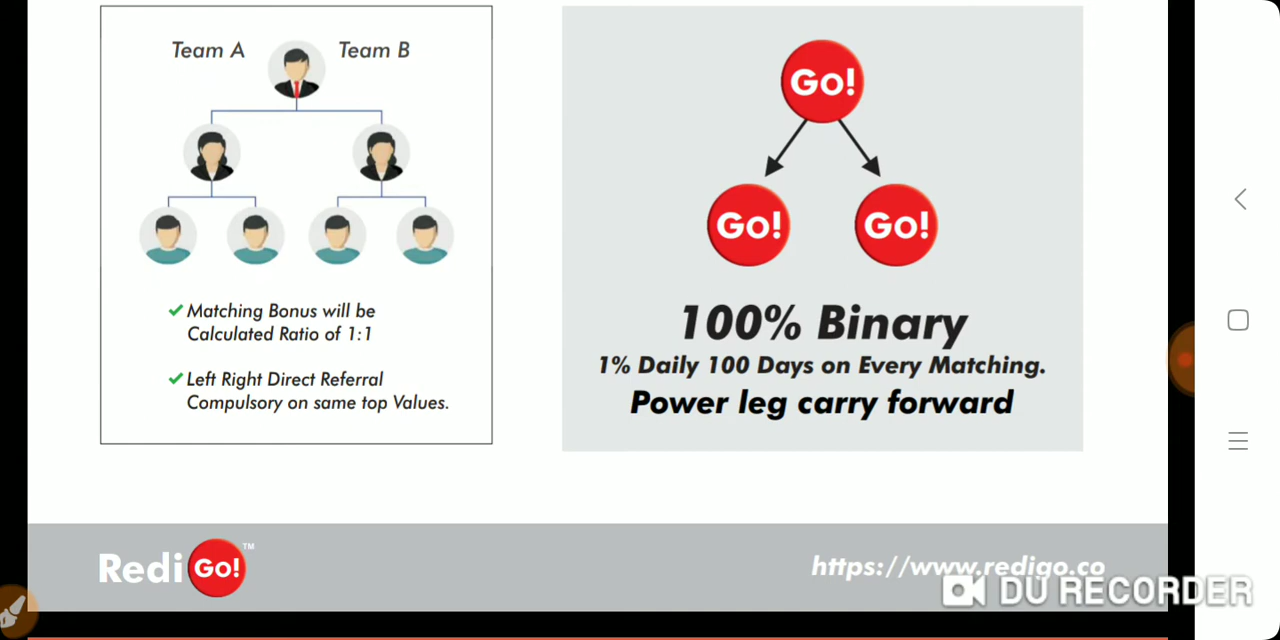 Team A
Team B
✓ Matching Bonus will be
Calculated Ratio of 1:1
✓ Left Right Direct Referral
Compulsory on same top Values.
Go!
Go!
Go!
100% Binary
1% Daily 100 Days on Every Matching.
Power leg carry forward
Redi Go! TM
https://www.redigo.co
DU RECORDER